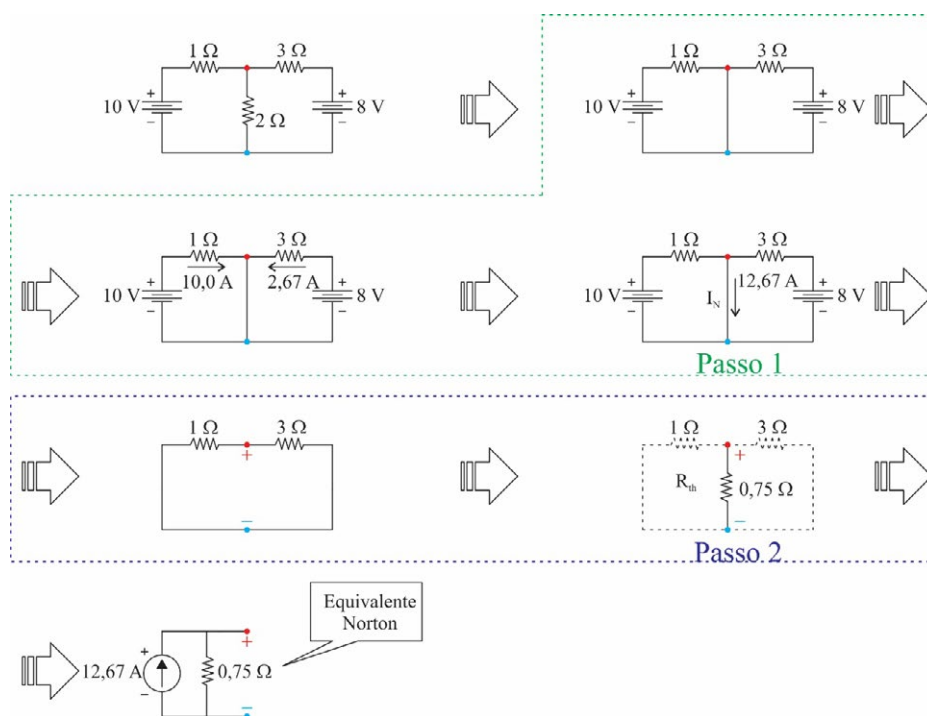 1 Ω 3 Ω
10 V + − 2 Ω + − 8 V
1 Ω 3 Ω
10 V + − + − 8 V
1 Ω 3 Ω
10,0 A 2,67 A
10 V + − + − 8 V
1 Ω 3 Ω
12,67 A
10 V + − I_N + − 8 V
Passo 1
1 Ω 3 Ω
+
−
1 Ω 3 Ω
+
R_th 0,75 Ω
−
Passo 2
Equivalente
Norton
+ +
12,67 A 0,75 Ω
− −